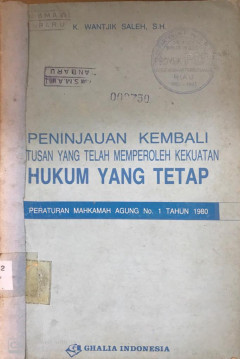 K. WANTJIK SALEH, S.H.
PENINJAUAN KEMBALI
TUSAN YANG TELAH MEMPEROLEH KEKUATAN
HUKUM YANG TETAP
PERATURAN MAHKAMAH AGUNG No. 1 TAHUN 1980
GHALIA INDONESIA